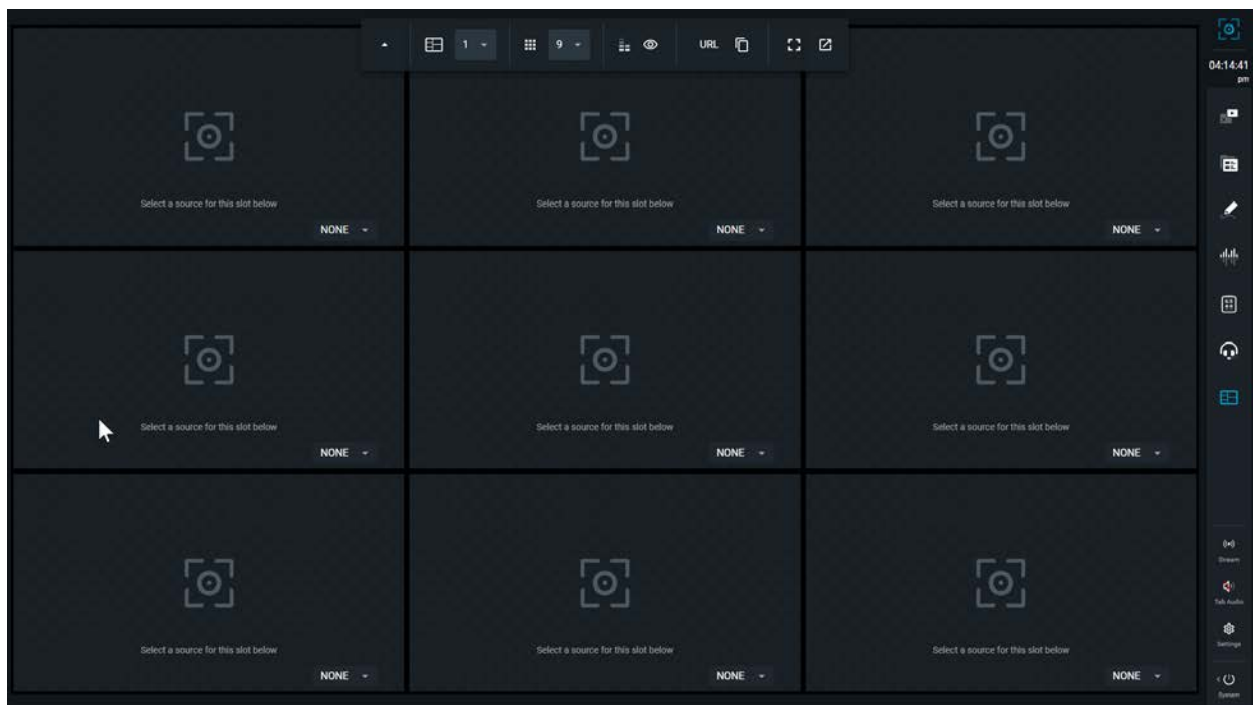 1
9
URL
04:14:41
pm
Select a source for this slot below
Select a source for this slot below
Select a source for this slot below
NONE
NONE
NONE
Select a source for this slot below
Select a source for this slot below
Select a source for this slot below
NONE
NONE
NONE
Stream
Talk Audio
Settings
Select a source for this slot below
Select a source for this slot below
Select a source for this slot below
NONE
NONE
NONE
System